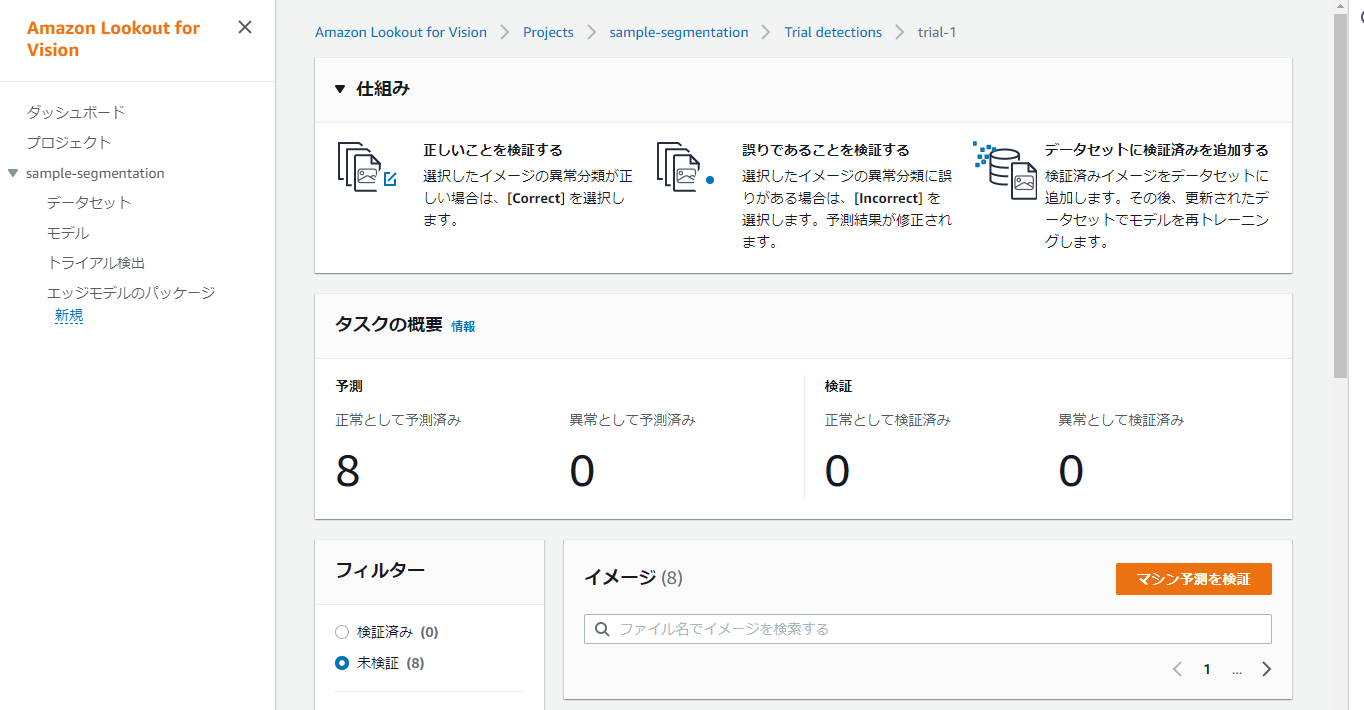 Amazon Lookout for
Vision
ダッシュボード
プロジェクト
sample-segmentation
データセット
モデル
トライアル検出
エッジモデルのパッケージ
新規
Amazon Lookout for Vision
Projects
sample-segmentation
Trial detections
trial-1
仕組み
正しいことを検証する
選択したイメージの異常分類が正
しい場合は、[Correct] を選択し
ます。
誤りであることを検証する
選択したイメージの異常分類に誤
りがある場合は、[Incorrect] を
選択します。予測結果が修正され
ます。
データセットに検証済みを追加する
検証済みイメージをデータセットに
追加します。その後、更新されたデ
ータセットでモデルを再トレーニン
グします。
タスクの概要 情報
予測
正常として予測済み
8
異常として予測済み
0
検証
正常として検証済み
0
異常として検証済み
0
フィルター
検証済み (0)
未検証 (8)
イメージ (8)
マシン予測を検証
ファイル名でイメージを検索する
1 ...